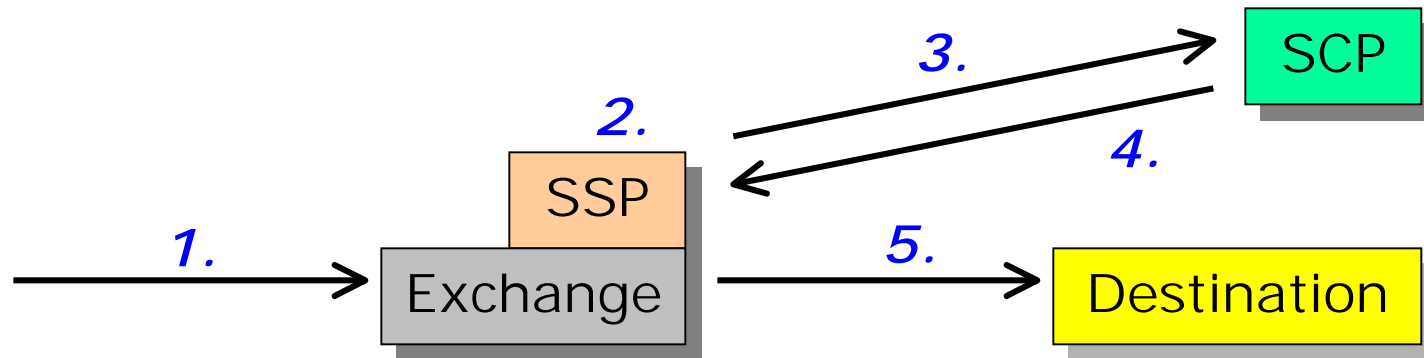 3.
SCP
2.
4.
SSP
1.
5.
Exchange
Destination